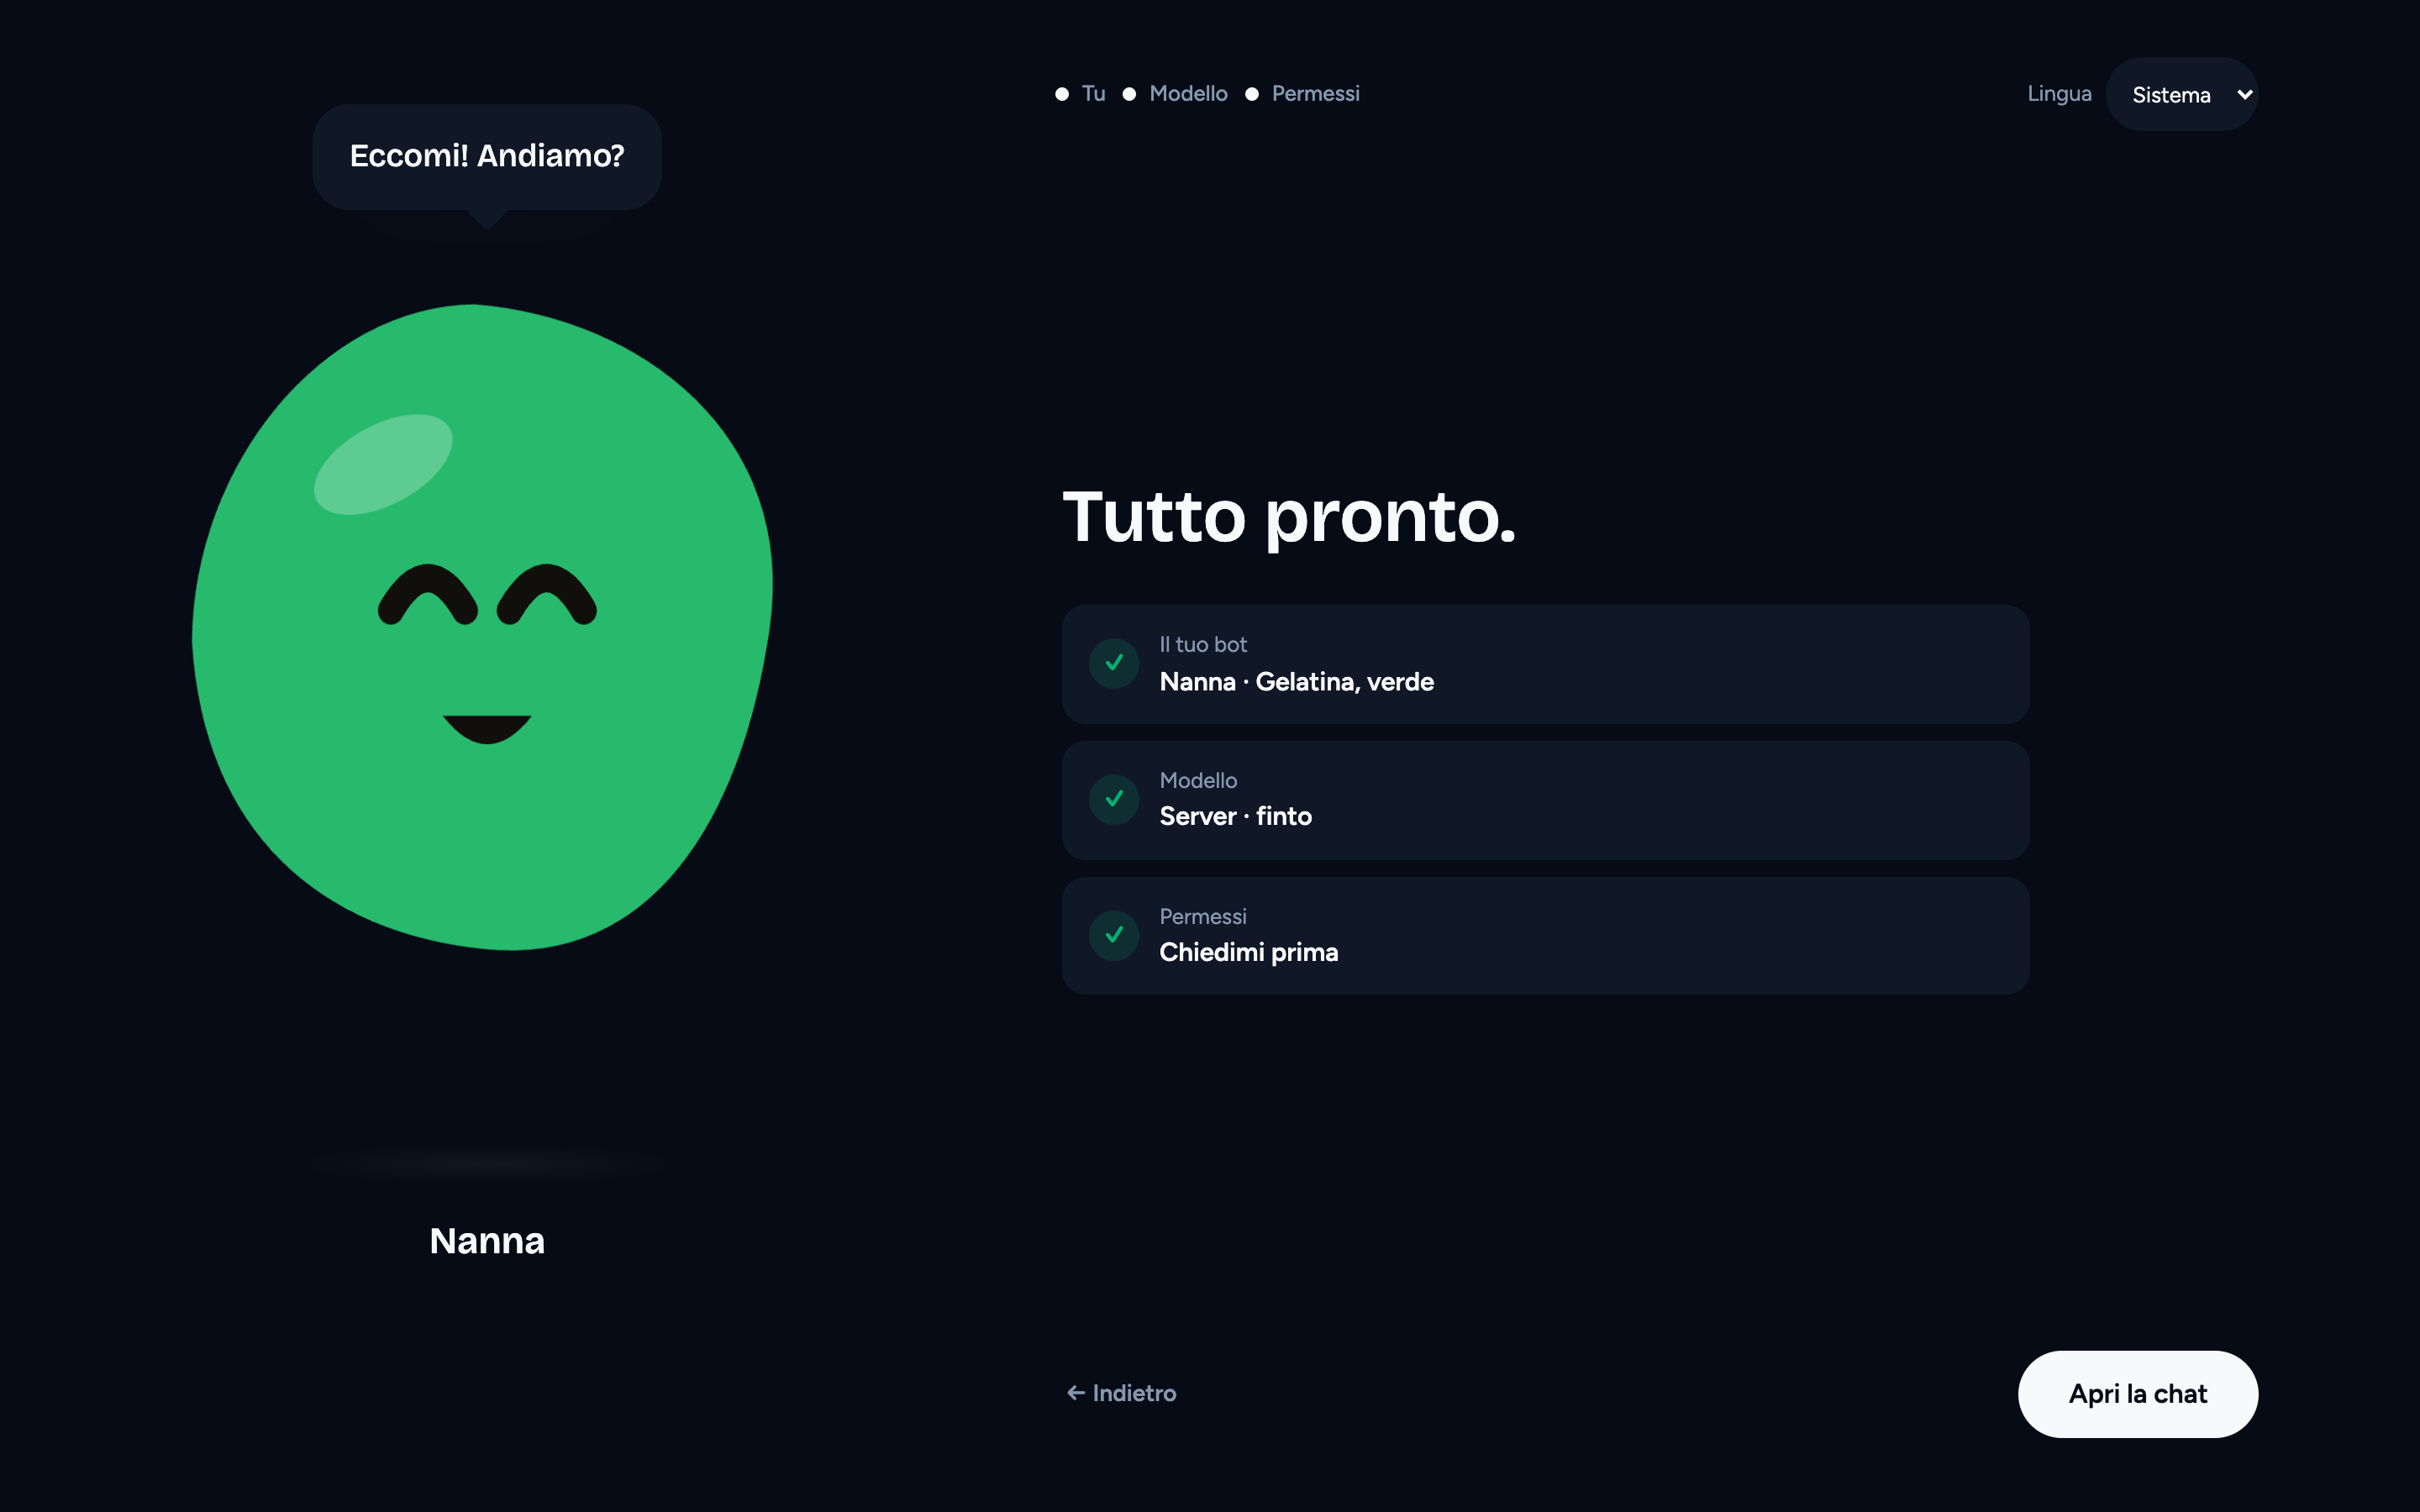 Eccomi! Andiamo?
Nanna
Tu Modello Permessi
Lingua Sistema
Tutto pronto.
Il tuo bot
Nanna · Gelatina, verde
Modello
Server · finto
Permessi
Chiedimi prima
← Indietro
Apri la chat